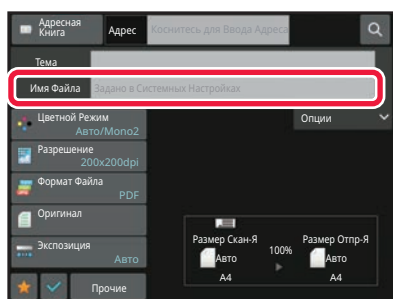 Адресная
Книга
Адрес
Коснитесь для Ввода Адреса
Тема
Имя Файла
Задано в Системных Настройках
Цветной Режим
Авто/Mono2
Опции
Разрешение
200x200dpi
Формат Файла
PDF
Оригинал
Экспозиция
Авто
Размер Скан-Я
100%
Размер Отпр-Я
Авто
Авто
A4
A4
Прочие